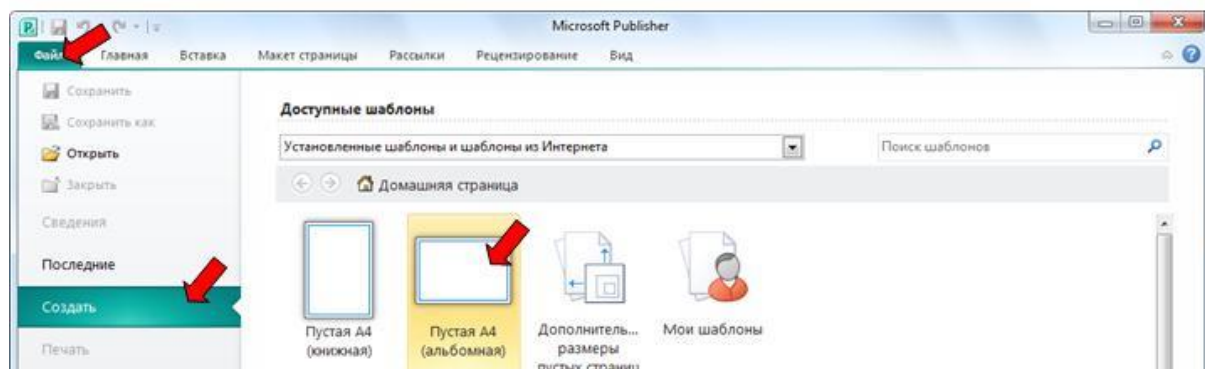 Microsoft Publisher
Файл Главная Вставка Макет страницы Рассылки Рецензирование Вид
Сохранить
Сохранить как
Открыть
Закрыть
Сведения
Последние
Создать
Печать
Доступные шаблоны
Установленные шаблоны и шаблоны из Интернета
Поиск шаблонов
Домашняя страница
Пустая A4
(книжная)
Пустая A4
(альбомная)
Дополнитель...
размеры
пустых страниц
Мои шаблоны